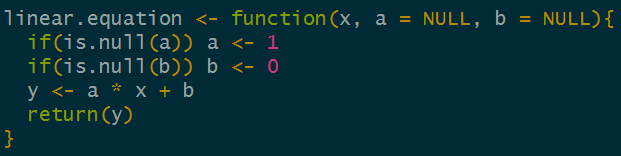 linear.equation <- function(x, a = NULL, b = NULL){
  if(is.null(a)) a <- 1
  if(is.null(b)) b <- 0
  y <- a * x + b
  return(y)
}